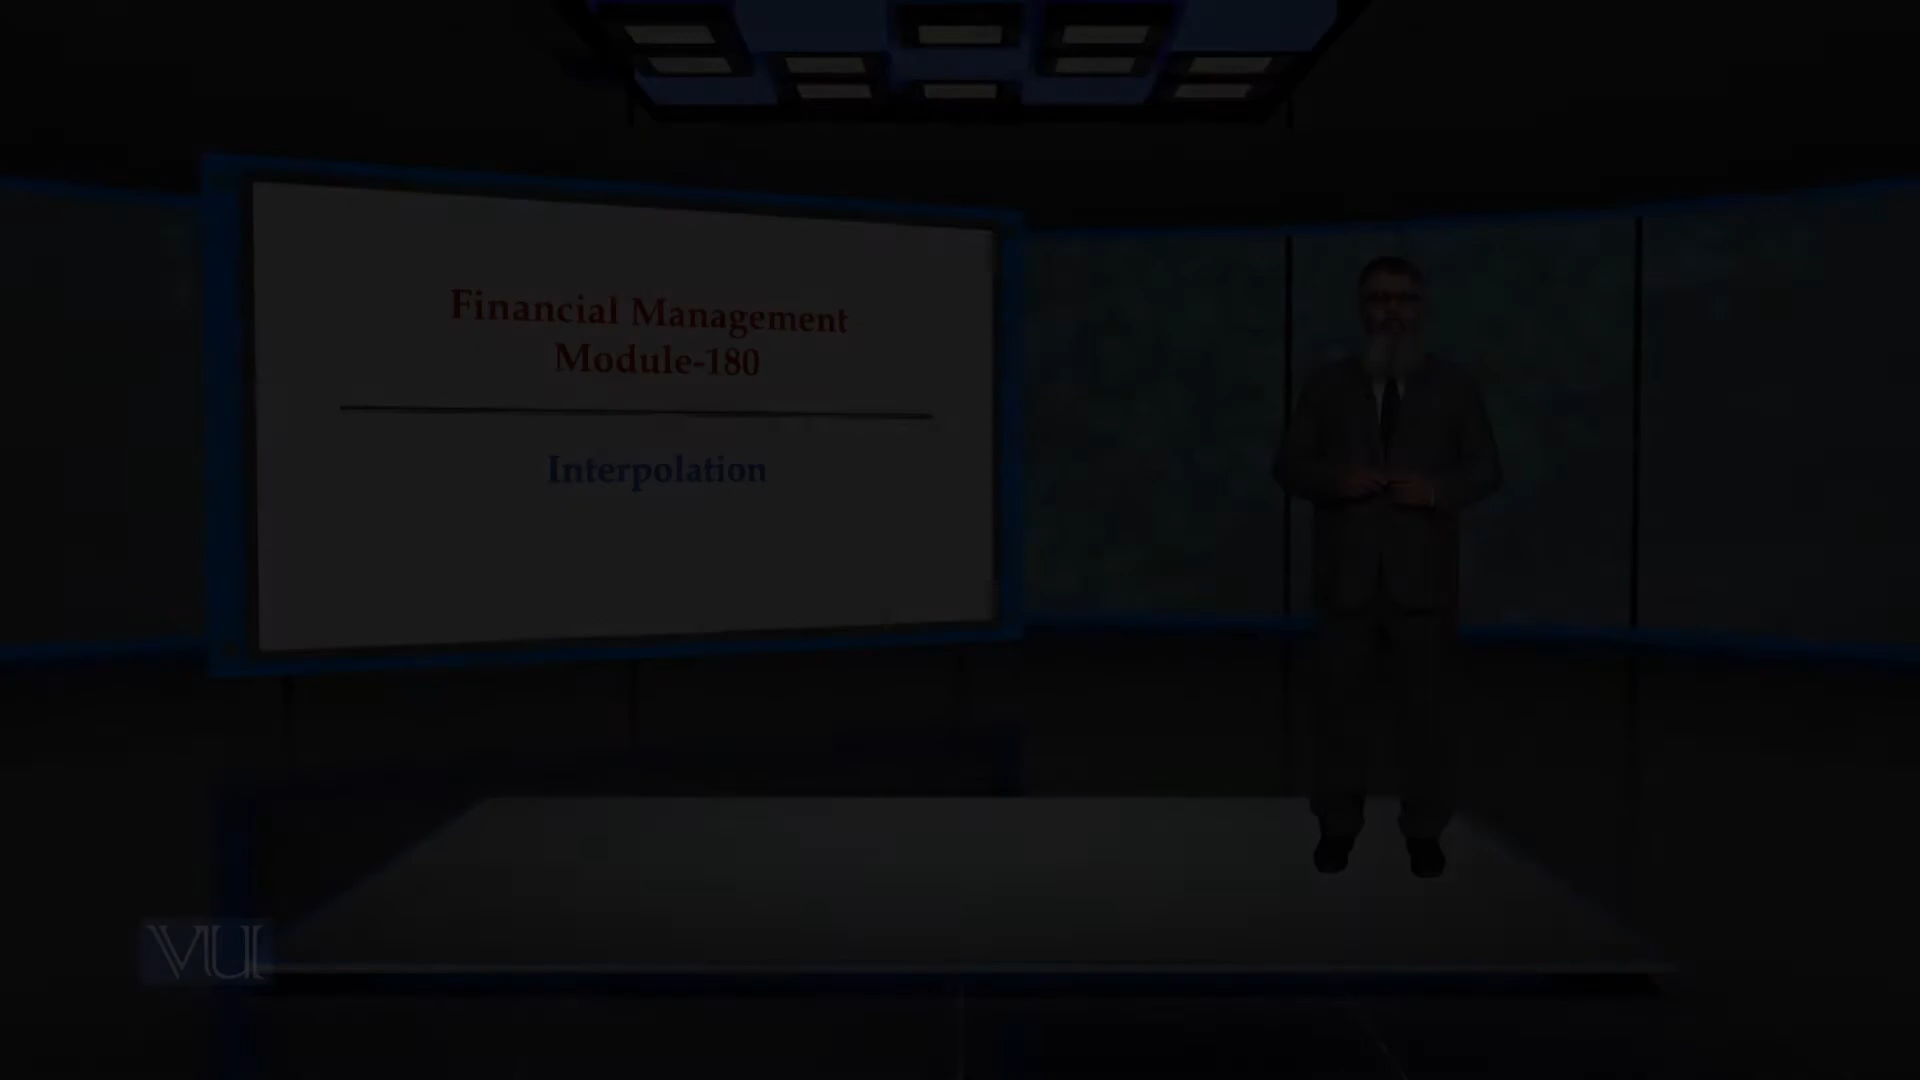 Financial Management
Module-180
Interpolation
VU